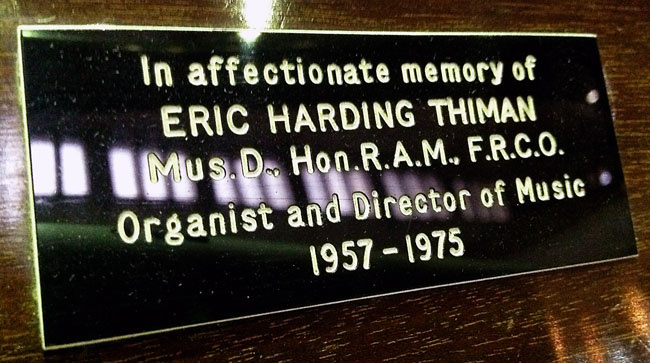 In affectionate memory of
ERIC HARDING THIMAN
Mus.D., Hon.R.A.M., F.R.C.O.
Organist and Director of Music
1957-1975